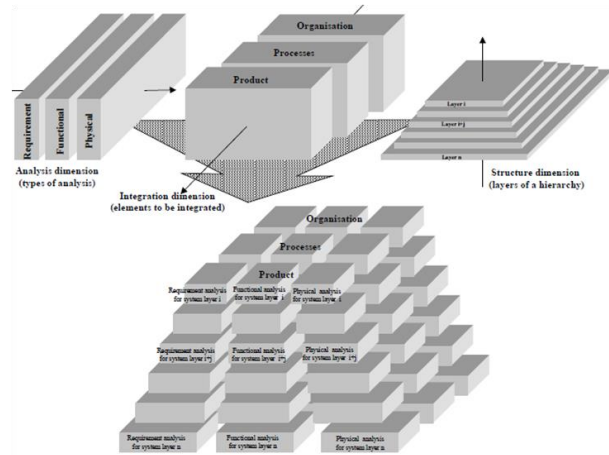 Organisation
Processes
Product
Requirement
Functional
Physical
Layer i
Layer i+j
Layer n
Analysis dimension
(types of analysis)
Integration dimension
(elements to be integrated)
Structure dimension
(layers of a hierarchy)
Organisation
Processes
Product
Requirement analysis
for system layer i
Functional analysis
for system layer i
Physical analysis
for system layer i
Requirement analysis
for system layer i+j
Functional analysis
for system layer i+j
Physical analysis
for system layer i+j
Requirement analysis
for system layer n
Functional analysis
for system layer n
Physical analysis
for system layer n